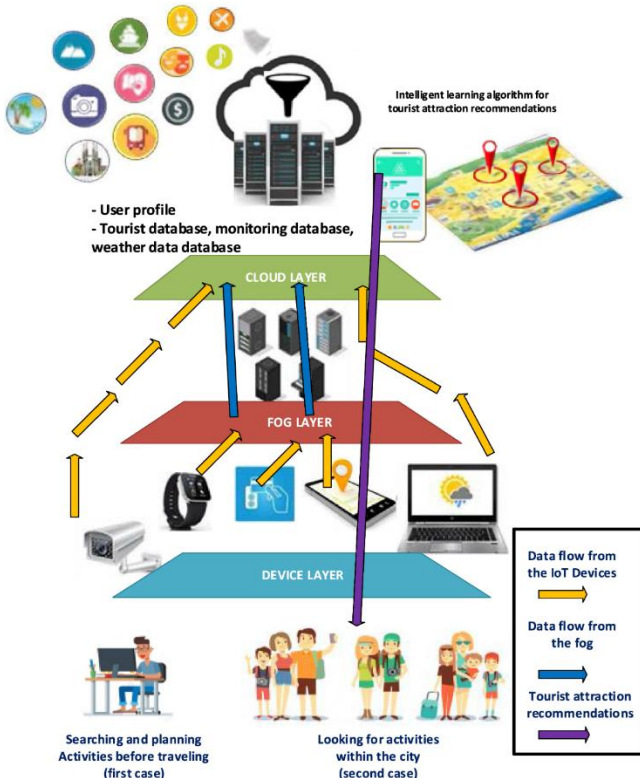 Intelligent learning algorithm for
tourist attraction recommendations
$
- User profile
- Tourist database, monitoring database,
weather data database
CLOUD LAYER
FOG LAYER
DEVICE LAYER
Data flow from
the IoT Devices
Data flow from
the fog
Tourist attraction
recommendations
Searching and planning
Activities before traveling
(first case)
Looking for activities
within the city
(second case)